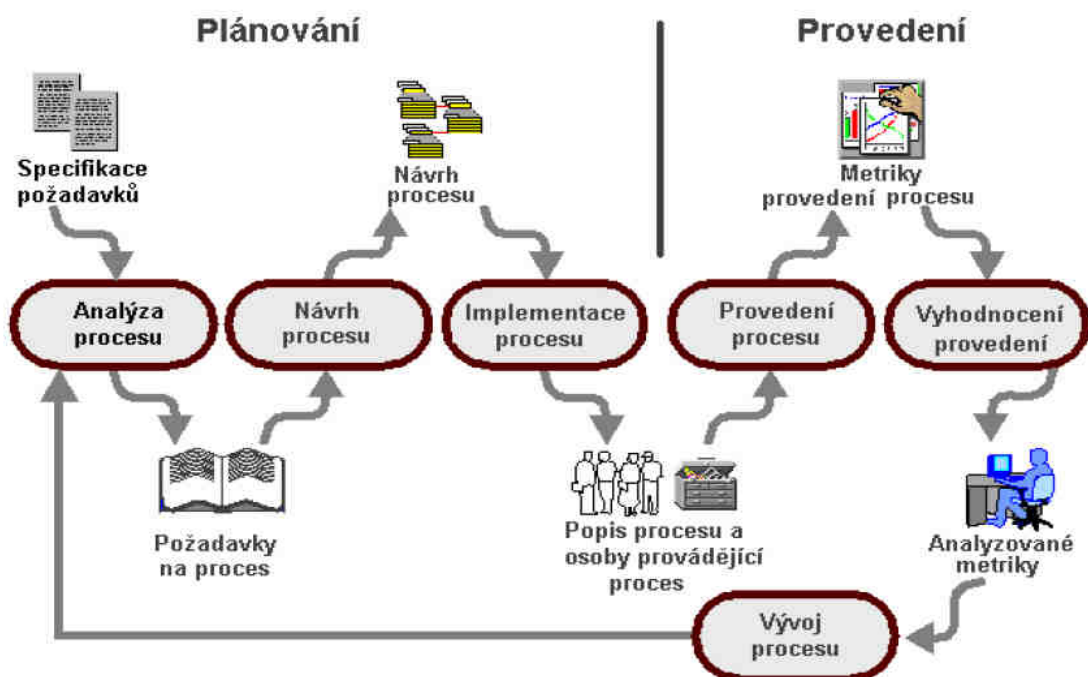 Plánování
Provedení
Specifikace
požadavků
Návrh
procesu
Metriky
provedení procesu
Analýza
procesu
Návrh
procesu
Implementace
procesu
Provedení
procesu
Vyhodnocení
provedení
Požadavky
na proces
Popis procesu a
osoby provádějící
proces
Analyzované
metriky
Vývoj
procesu